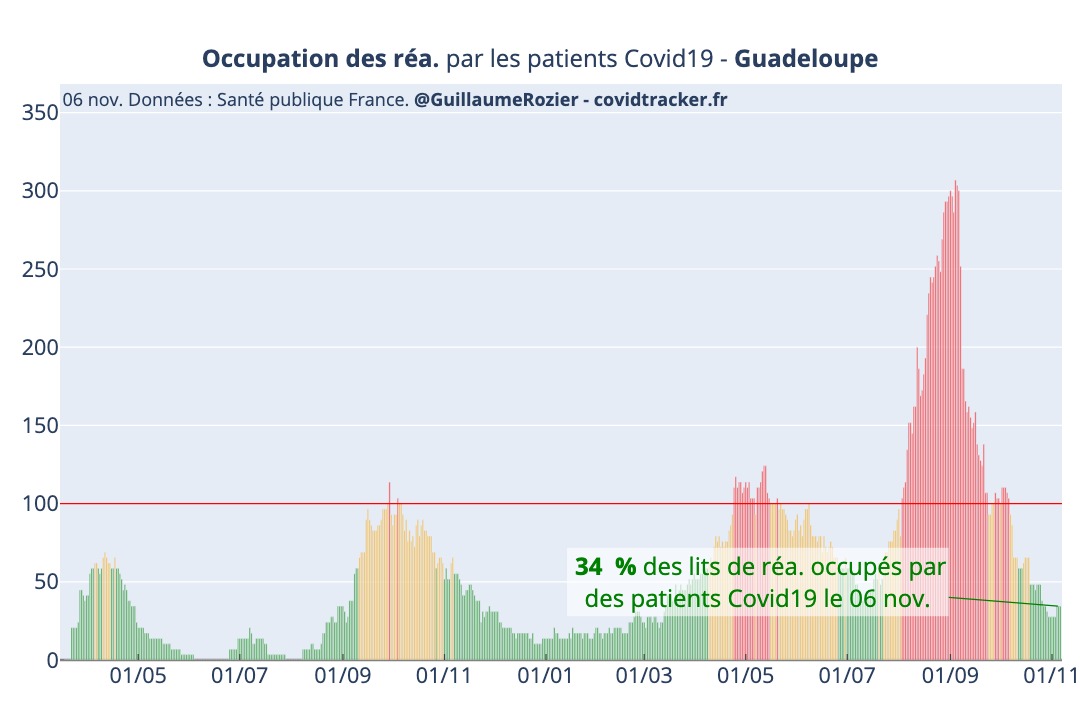 Occupation des réa. par les patients Covid19 - Guadeloupe
06 nov. Données : Santé publique France. @GuillaumeRozier - covidtracker.fr
350
300
250
200
150
100
50
0
34 % des lits de réa. occupés par
des patients Covid19 le 06 nov.
01/05 01/07 01/09 01/11 01/01 01/03 01/05 01/07 01/09 01/11